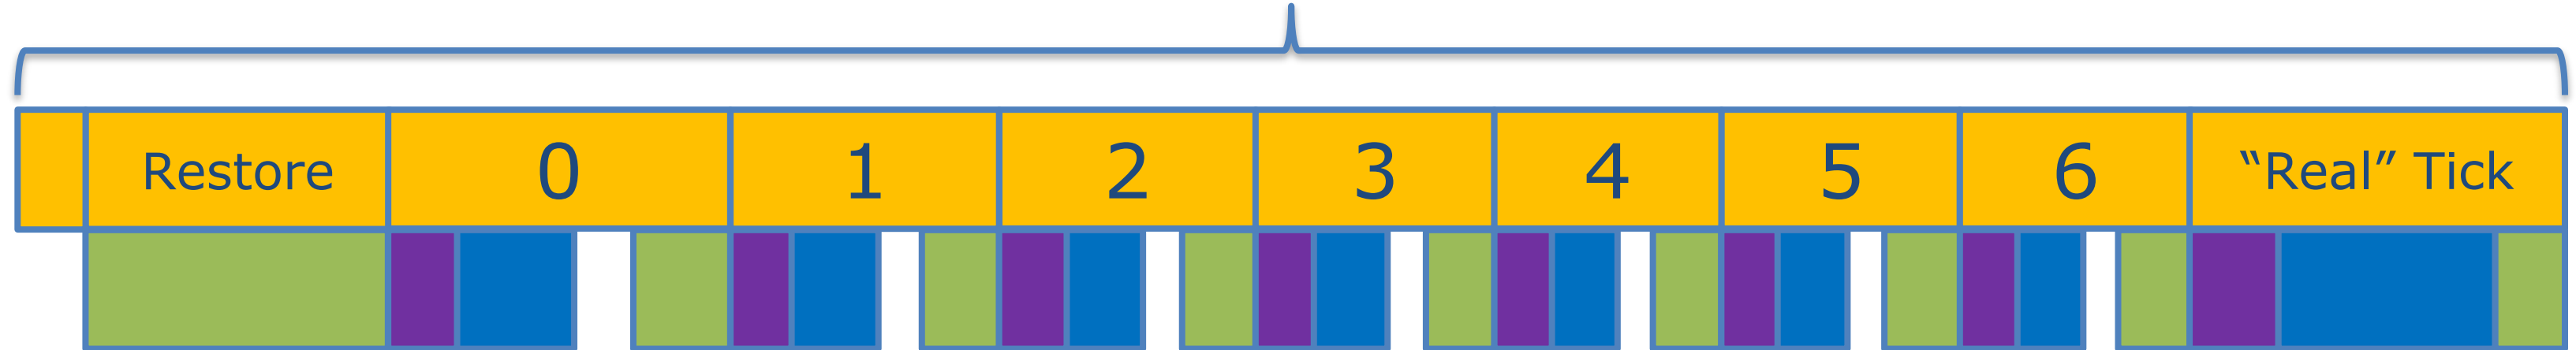 Restore 0 1 2 3 4 5 6 “Real” Tick